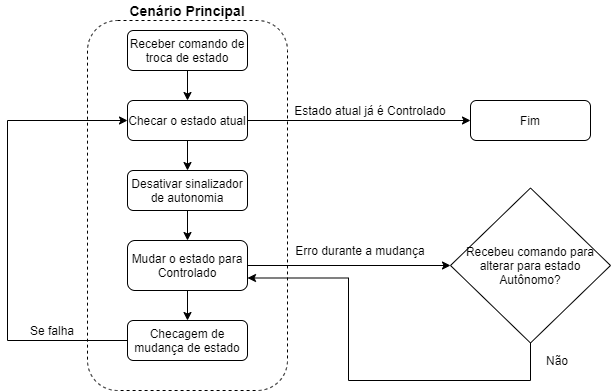 Cenário Principal
Receber comando de
troca de estado
Checar o estado atual
Estado atual já é Controlado
Fim
Desativar sinalizador
de autonomia
Mudar o estado para
Controlado
Erro durante a mudança
Recebeu comando para
alterar para estado
Autônomo?
Se falha
Checagem de
mudança de estado
Não